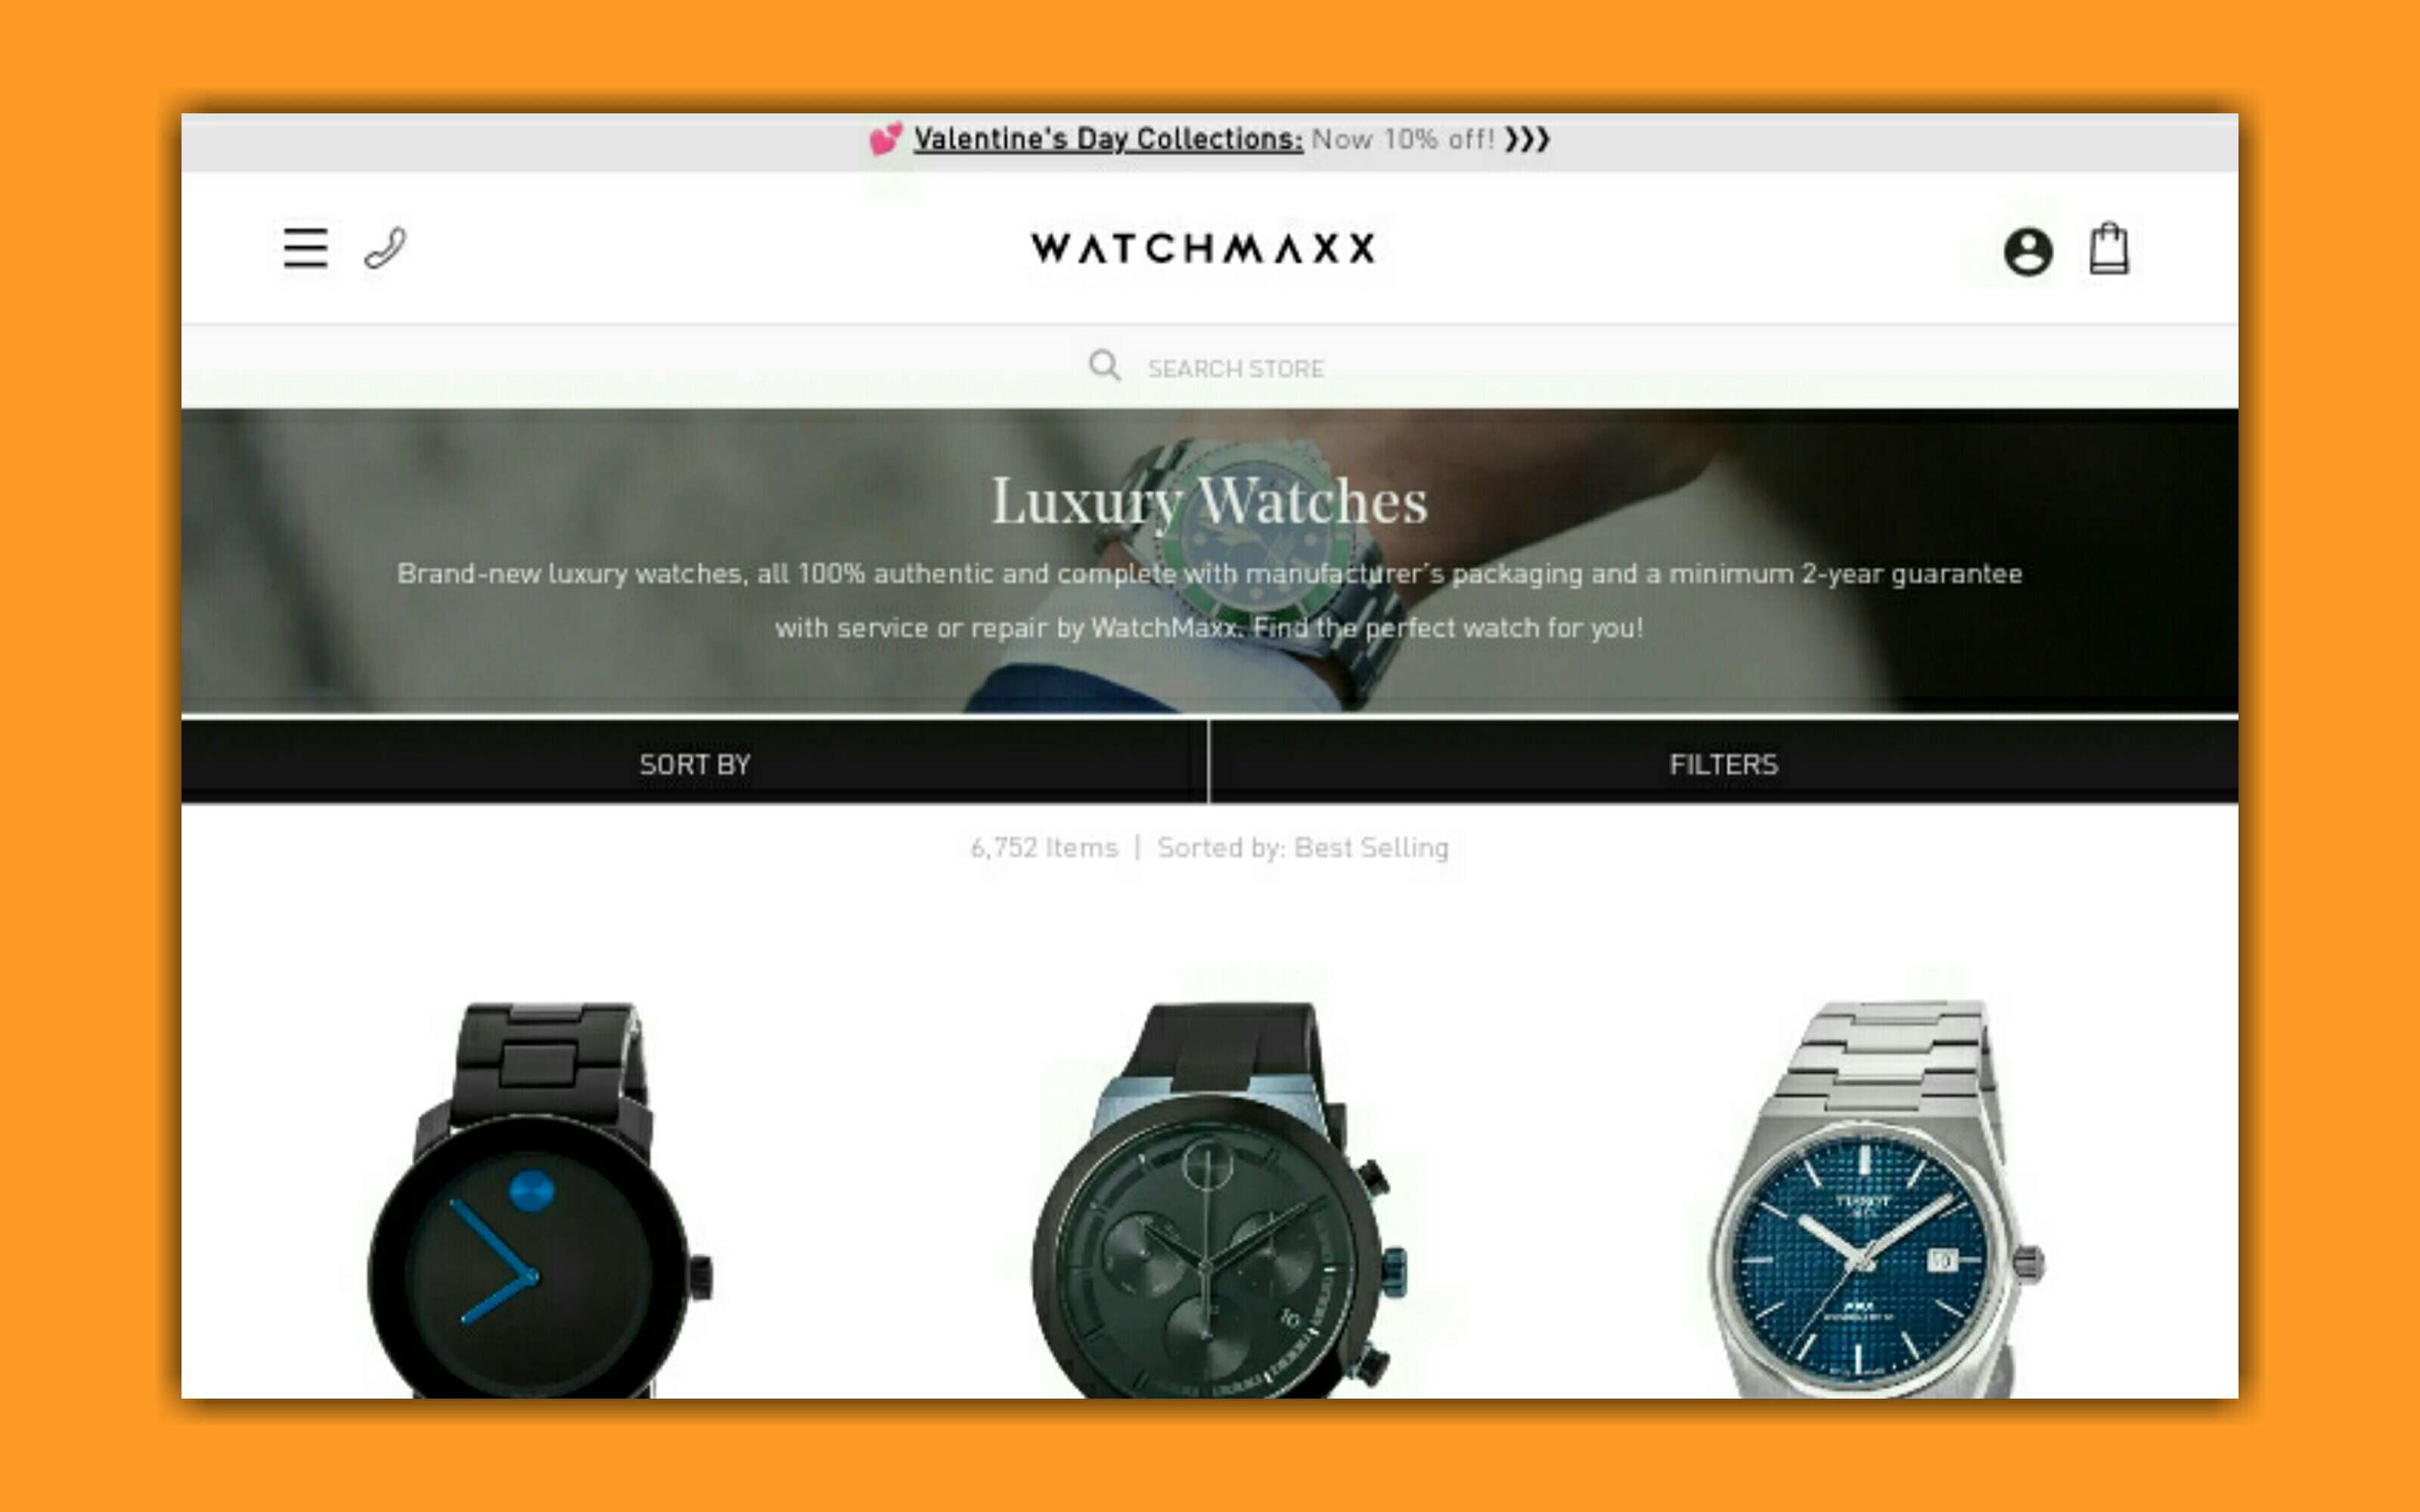 💕 Valentine's Day Collections: Now 10% off! ❯❯❯
WATCHMAXX
SEARCH STORE
Luxury Watches
Brand-new luxury watches, all 100% authentic and complete with manufacturer's packaging and a minimum 2-year guarantee
with service or repair by WatchMaxx. Find the perfect watch for you!
SORT BY
FILTERS
6,752 Items | Sorted by: Best Selling
TISSOT